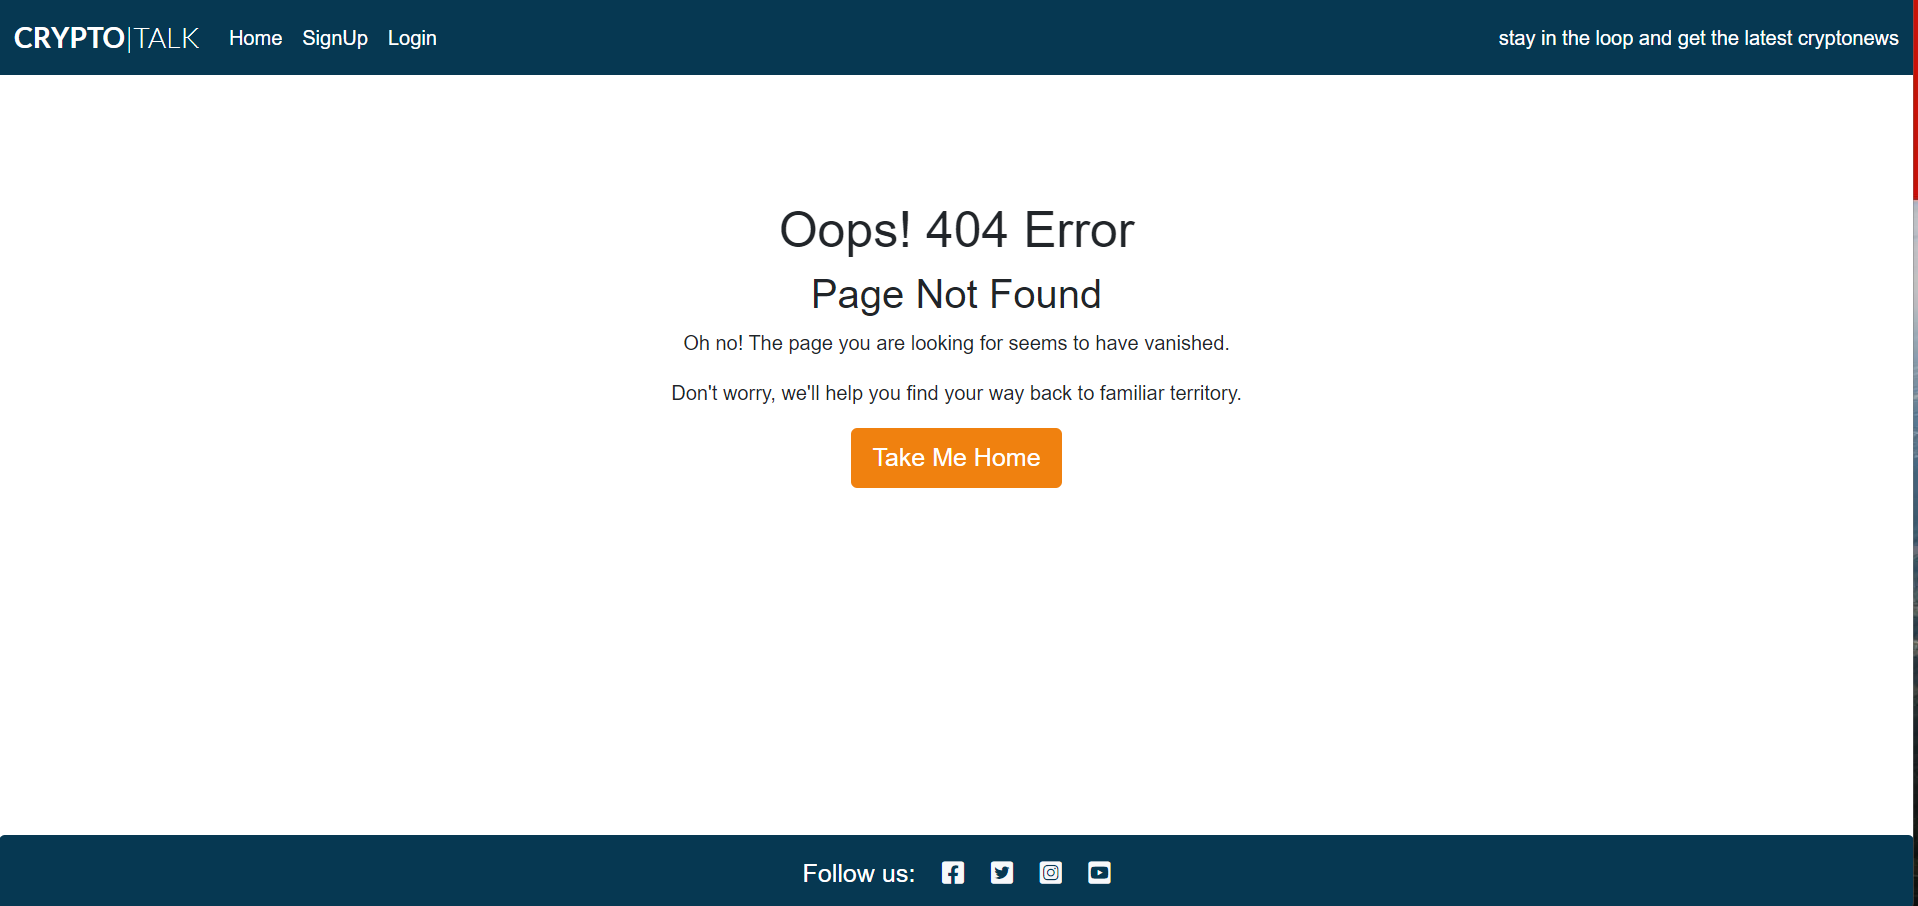 CRYPTO|TALK Home SignUp Login stay in the loop and get the latest cryptonews
Oops! 404 Error
Page Not Found
Oh no! The page you are looking for seems to have vanished.
Don't worry, we'll help you find your way back to familiar territory.
Take Me Home
Follow us: